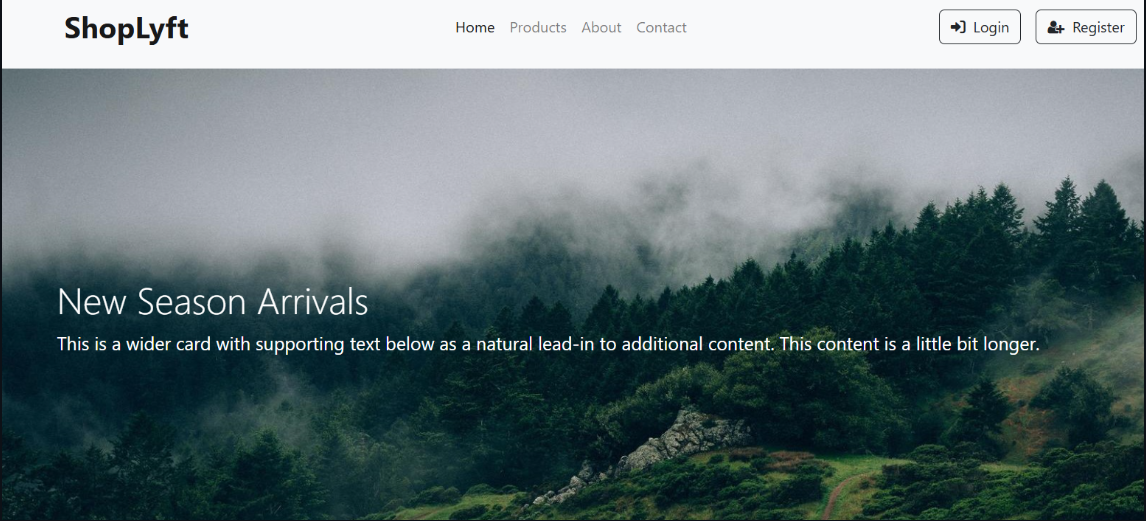 ShopLyft
Home Products About Contact
Login Register
New Season Arrivals
This is a wider card with supporting text below as a natural lead-in to additional content. This content is a little bit longer.